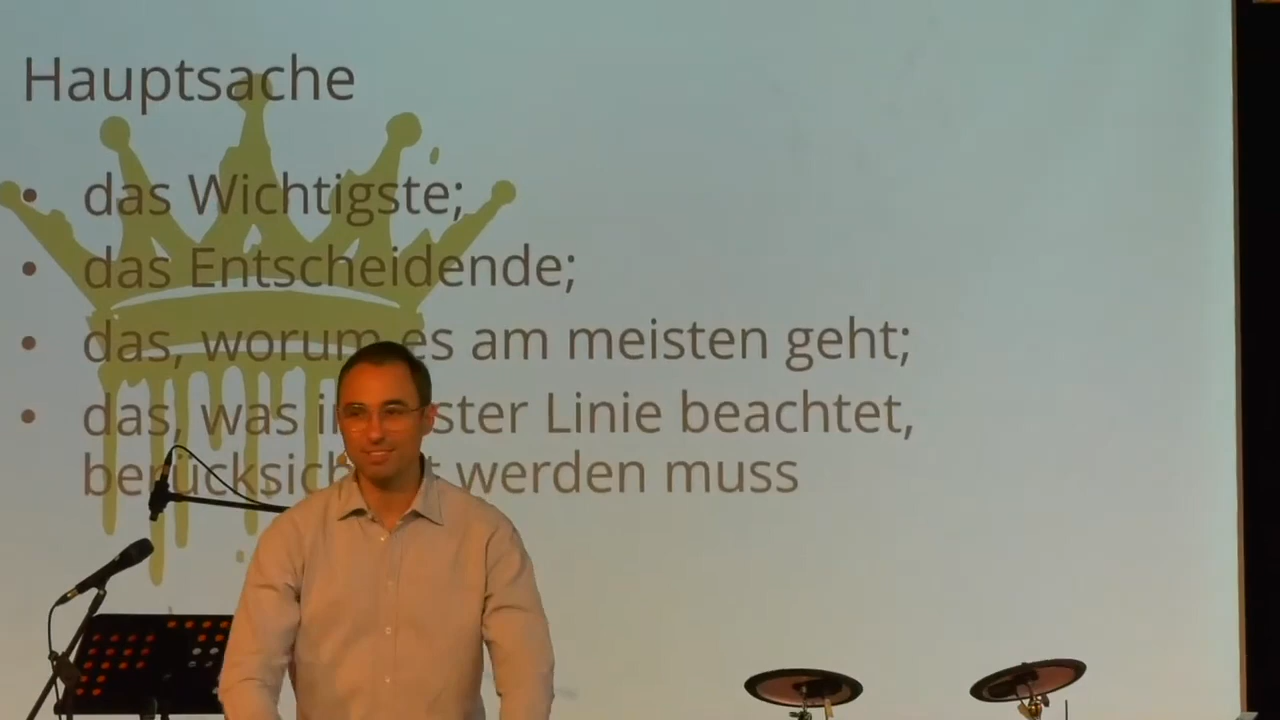 Hauptsache
• das Wichtigste;
• das Entscheidende;
• das, worum es am meisten geht;
• das, was Linie beachtet,
werden muss